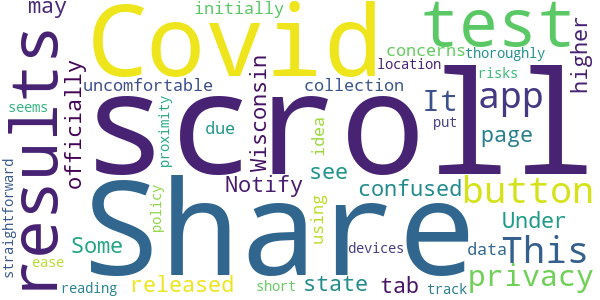 may
initially
Covid
test
concerns
thoroughly
location
risks
higher
results
seems
officially
uncomfortable
Wisconsin
collection
It
app
put
scroll
proximity
due
idea
page
straightforward
Notify
see
confused
button
Share
policy
using
Under
Some
devices
data
This
ease
released
state
tab
privacy
reading
short
track